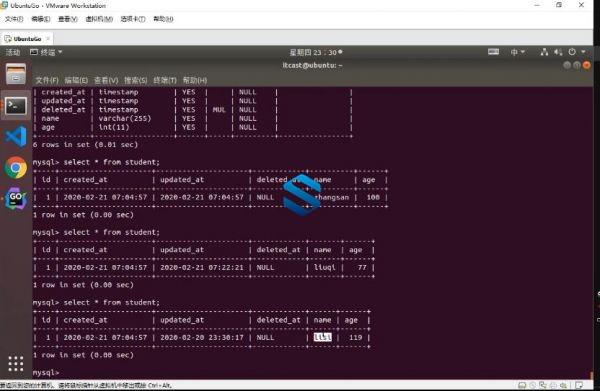 UbuntuGo - VMware Workstation
文件(F) 编辑(E) 查看(V) 虚拟机(M) 选项卡(T) 帮助(H)
UbuntuGo
活动 终端 星期四 23:30 中
itcast@ubuntu: ~
文件(F) 编辑(E) 查看(V) 搜索(S) 终端(T) 帮助(H)
| created_at | timestamp | YES | | NULL | |
| updated_at | timestamp | YES | | NULL | |
| deleted_at | timestamp | YES | MUL | NULL | |
| name | varchar(255) | YES | | NULL | |
| age | int(11) | YES | | NULL | |
6 rows in set (0.01 sec)
mysql> select * from student;
| id | created_at | updated_at | deleted_at | name | age |
| 1 | 2020-02-21 07:04:57 | 2020-02-21 07:04:57 | NULL | zhangsan | 100 |
1 row in set (0.00 sec)
mysql> select * from student;
| id | created_at | updated_at | deleted_at | name | age |
| 1 | 2020-02-21 07:04:57 | 2020-02-21 07:22:21 | NULL | liuqi | 77 |
1 row in set (0.00 sec)
mysql> select * from student;
| id | created_at | updated_at | deleted_at | name | age |
| 1 | 2020-02-21 07:04:57 | 2020-02-20 23:30:17 | NULL | lisi | 119 |
1 row in set (0.00 sec)
mysql>
要返回到您的计算机，请将鼠标指针从虚拟机中移出或按 Ctrl+Alt。